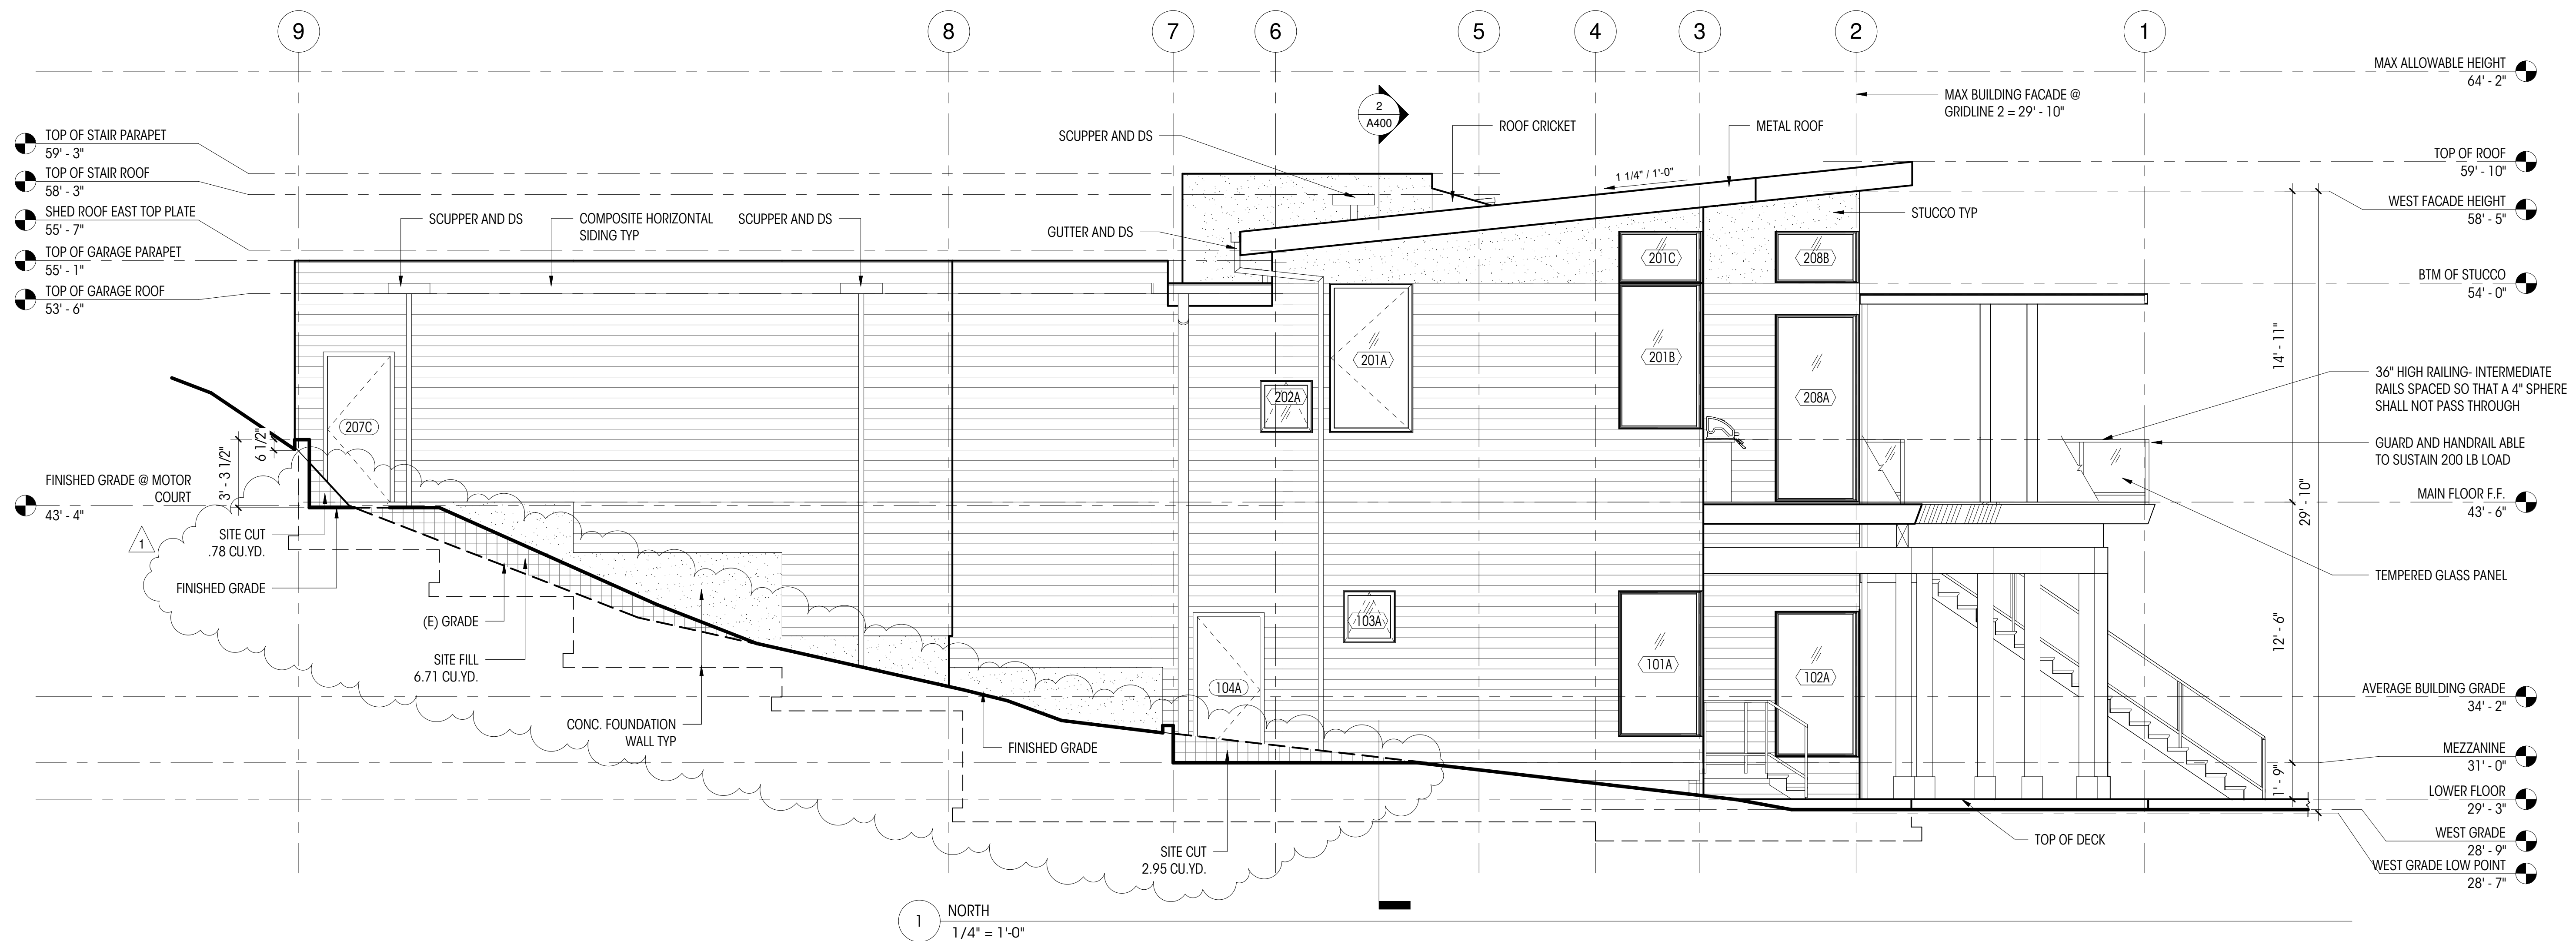 9
8
7
6
5
4
3
2
1
MAX ALLOWABLE HEIGHT
64' - 2"
MAX BUILDING FACADE @
GRIDLINE 2 = 29' - 10"
2
A400
SCUPPER AND DS
ROOF CRICKET
METAL ROOF
TOP OF STAIR PARAPET
59' - 3"
TOP OF STAIR ROOF
58' - 3"
SHED ROOF EAST TOP PLATE
55' - 7"
TOP OF GARAGE PARAPET
55' - 1"
TOP OF GARAGE ROOF
53' - 6"
SCUPPER AND DS
COMPOSITE HORIZONTAL
SIDING TYP
SCUPPER AND DS
GUTTER AND DS
1 1/4" / 1'-0"
STUCCO TYP
TOP OF ROOF
59' - 10"
WEST FACADE HEIGHT
58' - 5"
BTM OF STUCCO
54' - 0"
201C
208B
201A
201B
202A
208A
207C
14' - 11"
29' - 10"
36" HIGH RAILING- INTERMEDIATE
RAILS SPACED SO THAT A 4" SPHERE
SHALL NOT PASS THROUGH
GUARD AND HANDRAIL ABLE
TO SUSTAIN 200 LB LOAD
MAIN FLOOR F.F.
43' - 6"
TEMPERED GLASS PANEL
6 1/2"
3' - 3 1/2"
FINISHED GRADE @ MOTOR
COURT
43' - 4"
1
SITE CUT
.78 CU.YD.
FINISHED GRADE
(E) GRADE
SITE FILL
6.71 CU.YD.
CONC. FOUNDATION
WALL TYP
FINISHED GRADE
103A
101A
102A
104A
12' - 6"
AVERAGE BUILDING GRADE
34' - 2"
MEZZANINE
31' - 0"
1' - 9"
LOWER FLOOR
29' - 3"
WEST GRADE
28' - 9"
WEST GRADE LOW POINT
28' - 7"
TOP OF DECK
SITE CUT
2.95 CU.YD.
1
NORTH
1/4" = 1'-0"